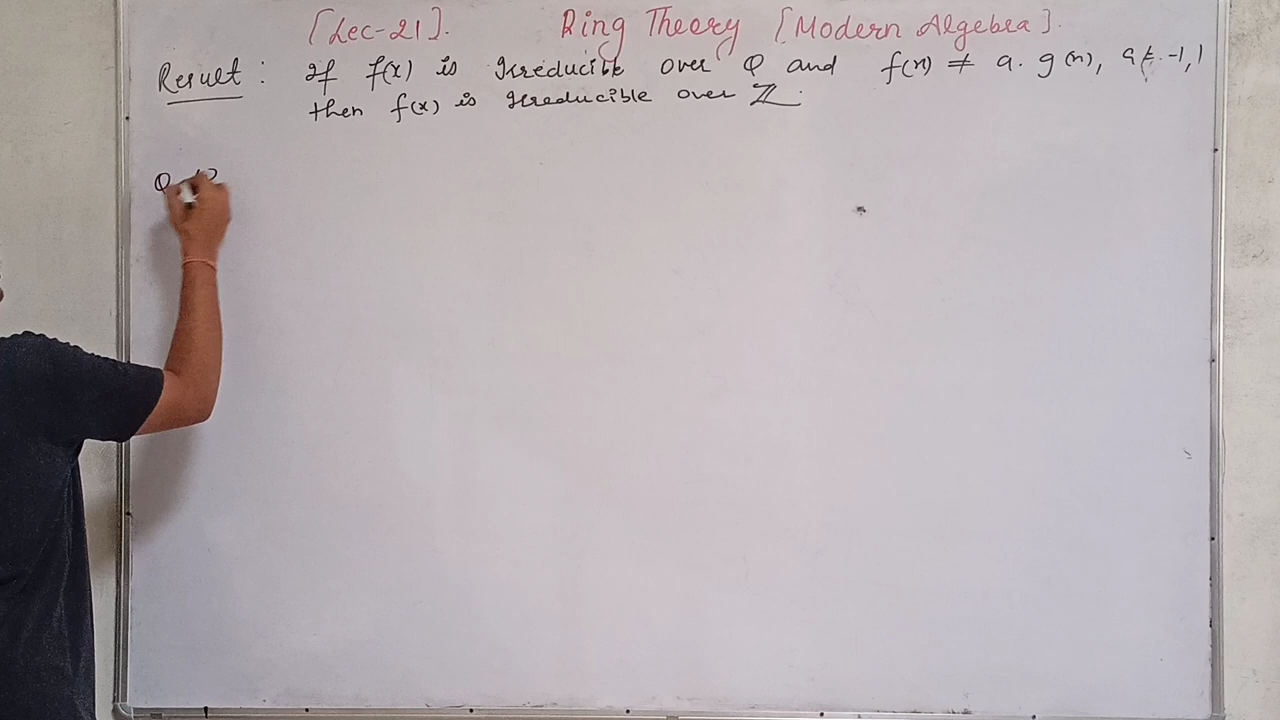 [Lec-21]. Ring Theory [Modern Algebra].
Result : If f(x) is Irreducible over Q and f(x) ≠ a. g(x), a ≠ -1, 1
then f(x) is Irreducible over ℤ.